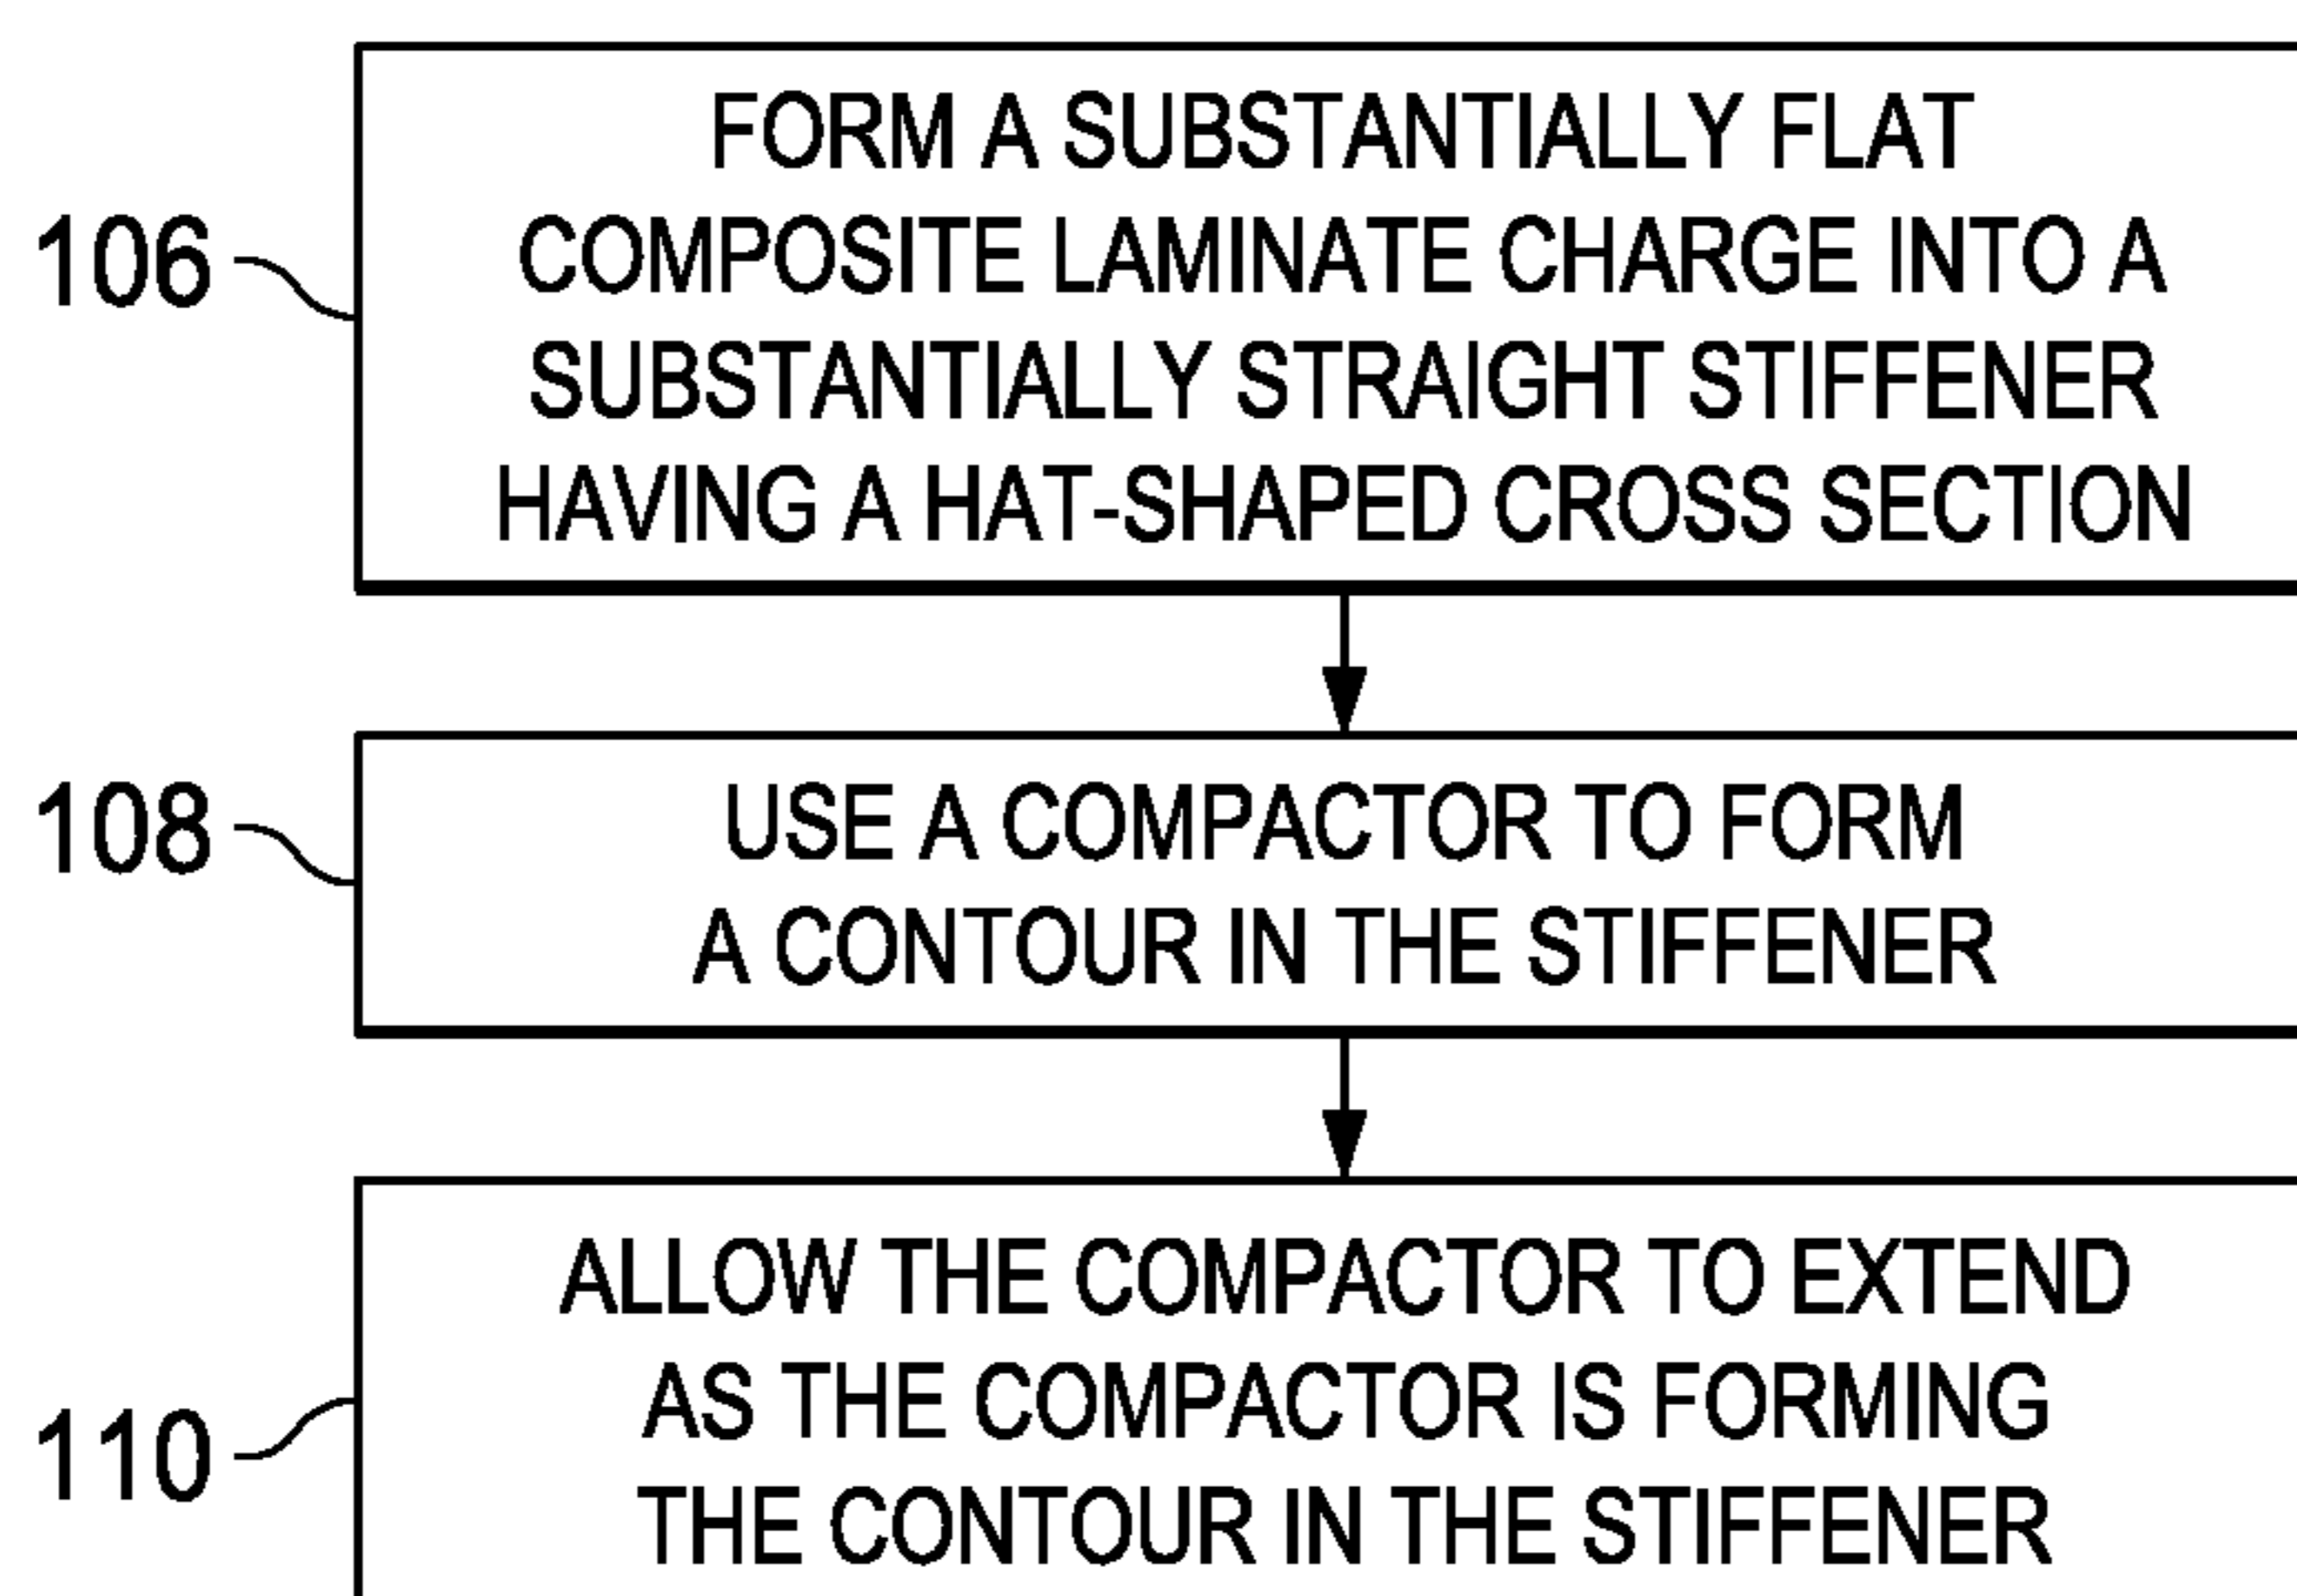 106
FORM A SUBSTANTIALLY FLAT
COMPOSITE LAMINATE CHARGE INTO A
SUBSTANTIALLY STRAIGHT STIFFENER
HAVING A HAT-SHAPED CROSS SECTION
108
USE A COMPACTOR TO FORM
A CONTOUR IN THE STIFFENER
110
ALLOW THE COMPACTOR TO EXTEND
AS THE COMPACTOR IS FORMING
THE CONTOUR IN THE STIFFENER